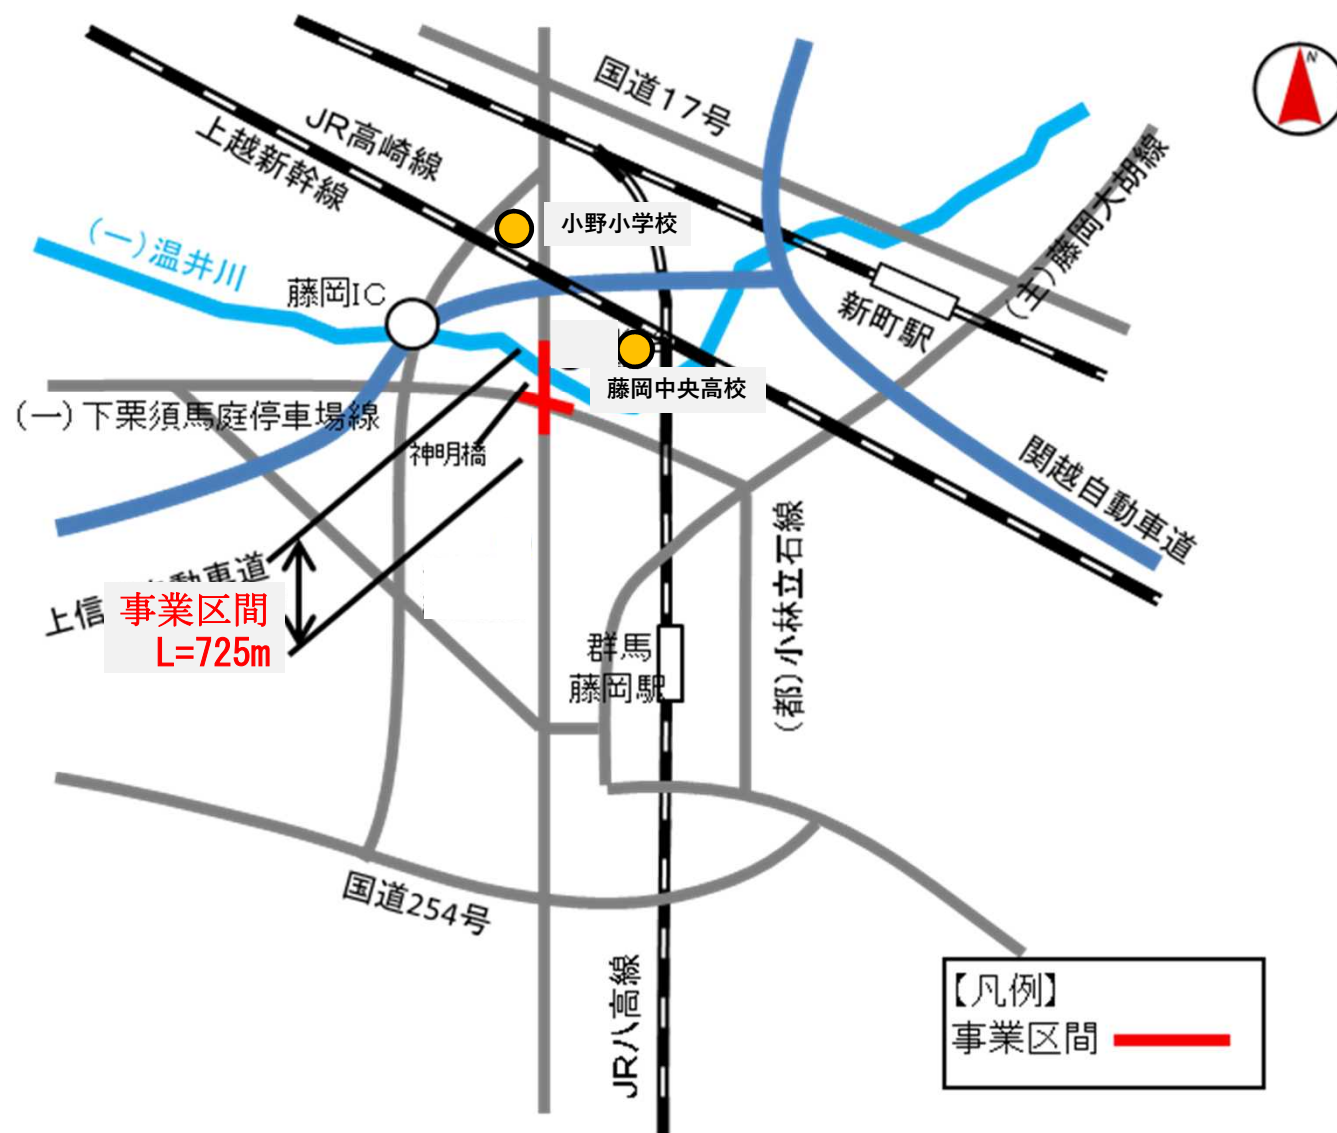 N
国道17号
JR高崎線
上越新幹線
小野小学校
(主)藤岡大胡線
(一)温井川
藤岡IC
新町駅
藤岡中央高校
(一)下栗須馬庭停車場線
神明橋
関越自動車道
上信
動車道
事業区間
L=725m
(都)小林立石線
群馬
藤岡駅
国道254号
JR八高線
【凡例】
事業区間